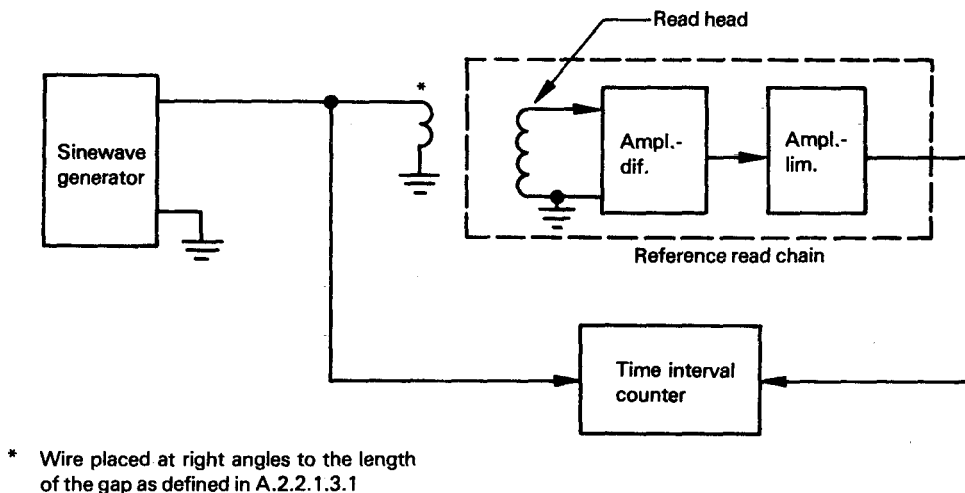 Read head
*
Sinewave
generator
Ampl.-
dif.
Ampl.-
lim.
Reference read chain
Time interval
counter
* Wire placed at right angles to the length
of the gap as defined in A.2.2.1.3.1